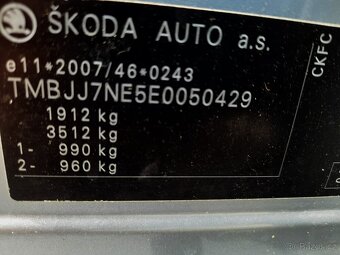 ŠKODA AUTO a.s.
e11*2007/46*0243
TMBJJ7NE5E0050429
1912 kg
3512 kg
1- 990 kg
2- 960 kg
CKFC